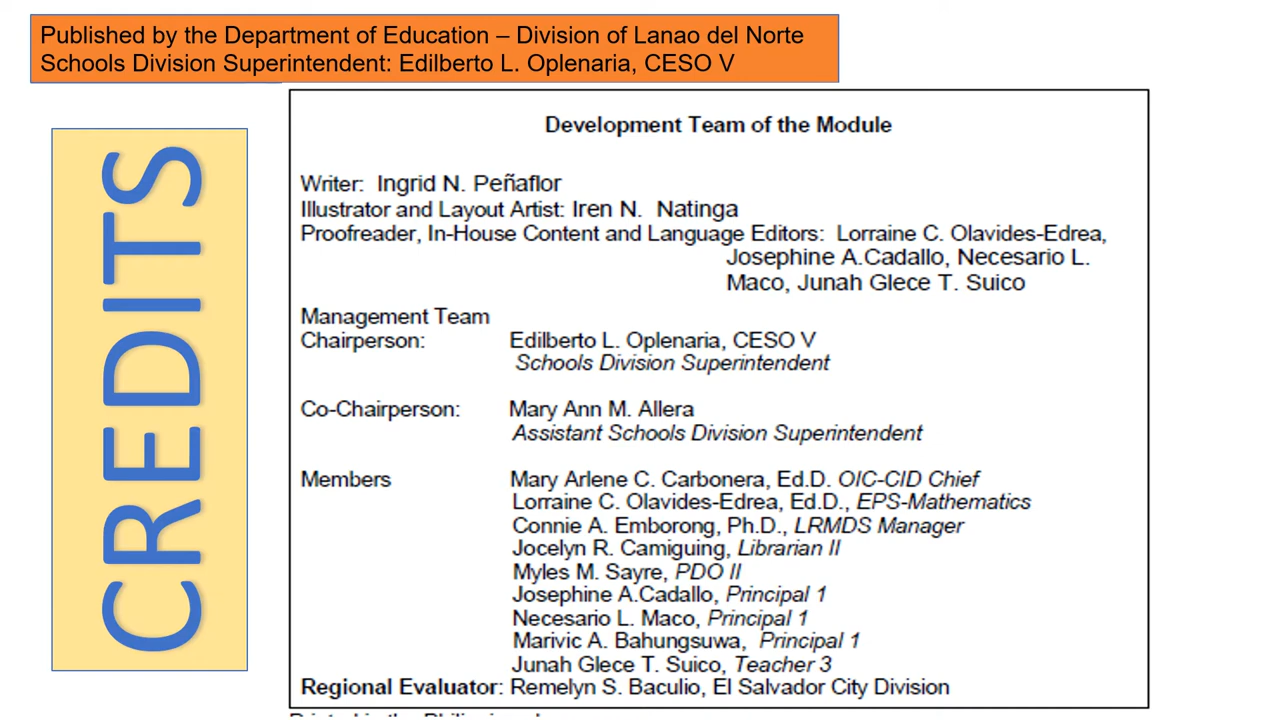 Published by the Department of Education – Division of Lanao del Norte
Schools Division Superintendent: Edilberto L. Oplenaria, CESO V
CREDITS
Development Team of the Module
Writer: Ingrid N. Peñaflor
Illustrator and Layout Artist: Iren N. Natinga
Proofreader, In-House Content and Language Editors: Lorraine C. Olavides-Edrea,
Josephine A.Cadallo, Necesario L.
Maco, Junah Glece T. Suico
Management Team
Chairperson: Edilberto L. Oplenaria, CESO V
Schools Division Superintendent
Co-Chairperson: Mary Ann M. Allera
Assistant Schools Division Superintendent
Members Mary Arlene C. Carbonera, Ed.D. OIC-CID Chief
Lorraine C. Olavides-Edrea, Ed.D., EPS-Mathematics
Connie A. Emborong, Ph.D., LRMDS Manager
Jocelyn R. Camiguing, Librarian II
Myles M. Sayre, PDO II
Josephine A.Cadallo, Principal 1
Necesario L. Maco, Principal 1
Marivic A. Bahungsuwa, Principal 1
Junah Glece T. Suico, Teacher 3
Regional Evaluator: Remelyn S. Baculio, El Salvador City Division